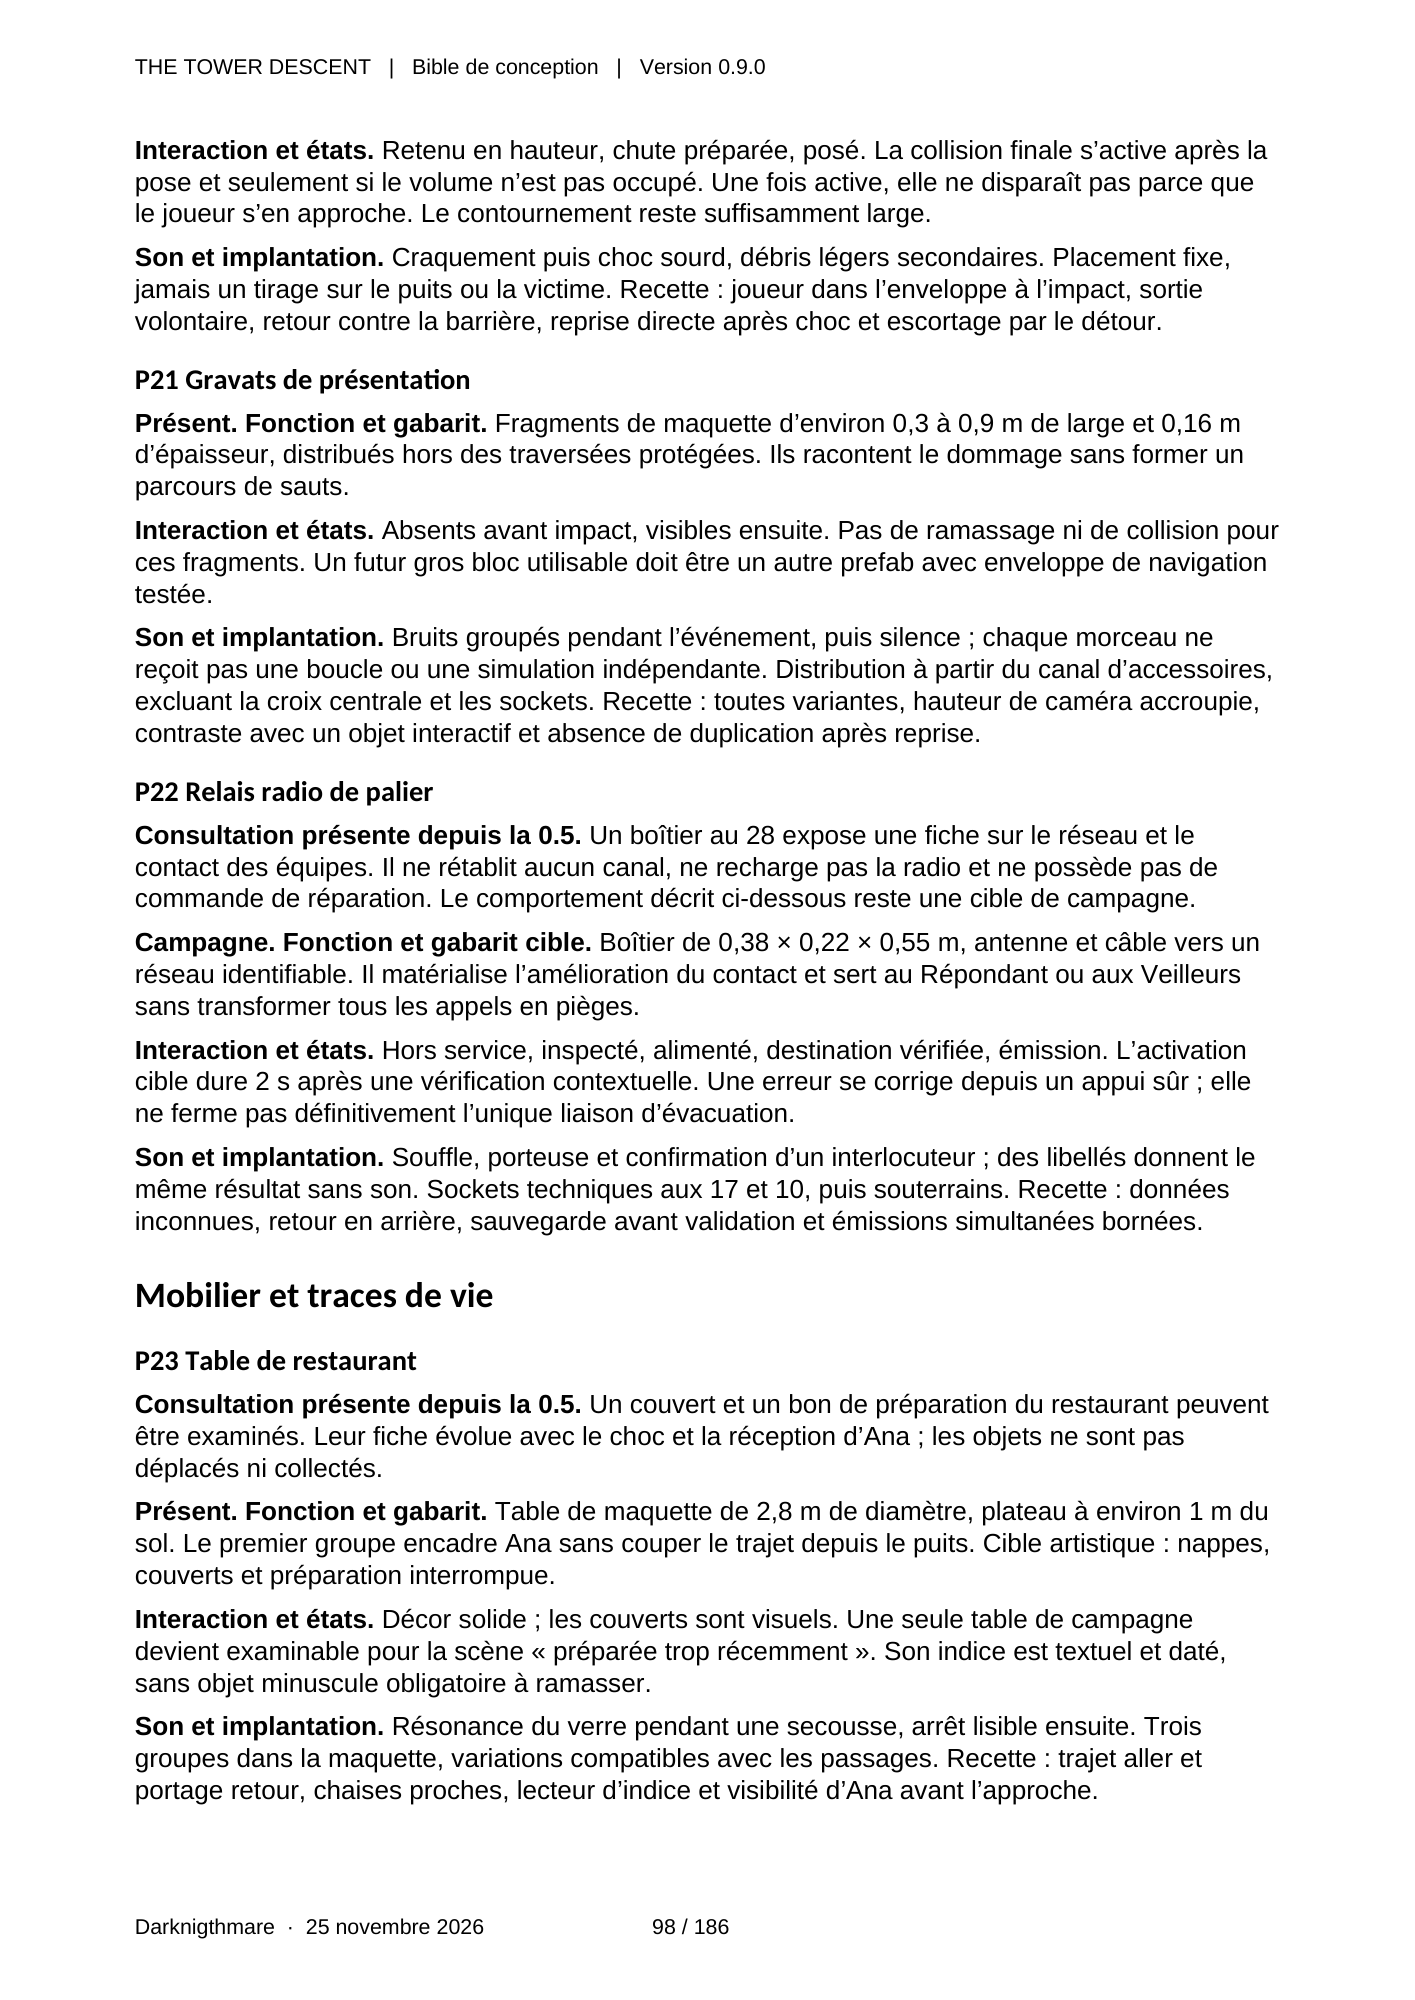 THE TOWER DESCENT | Bible de conception | Version 0.9.0
Interaction et états. Retenu en hauteur, chute préparée, posé. La collision finale s’active après la
pose et seulement si le volume n’est pas occupé. Une fois active, elle ne disparaît pas parce que
le joueur s’en approche. Le contournement reste suffisamment large.
Son et implantation. Craquement puis choc sourd, débris légers secondaires. Placement fixe,
jamais un tirage sur le puits ou la victime. Recette : joueur dans l’enveloppe à l’impact, sortie
volontaire, retour contre la barrière, reprise directe après choc et escortage par le détour.
P21 Gravats de présentation
Présent. Fonction et gabarit. Fragments de maquette d’environ 0,3 à 0,9 m de large et 0,16 m
d’épaisseur, distribués hors des traversées protégées. Ils racontent le dommage sans former un
parcours de sauts.
Interaction et états. Absents avant impact, visibles ensuite. Pas de ramassage ni de collision pour
ces fragments. Un futur gros bloc utilisable doit être un autre prefab avec enveloppe de navigation
testée.
Son et implantation. Bruits groupés pendant l’événement, puis silence ; chaque morceau ne
reçoit pas une boucle ou une simulation indépendante. Distribution à partir du canal d’accessoires,
excluant la croix centrale et les sockets. Recette : toutes variantes, hauteur de caméra accroupie,
contraste avec un objet interactif et absence de duplication après reprise.
P22 Relais radio de palier
Consultation présente depuis la 0.5. Un boîtier au 28 expose une fiche sur le réseau et le
contact des équipes. Il ne rétablit aucun canal, ne recharge pas la radio et ne possède pas de
commande de réparation. Le comportement décrit ci-dessous reste une cible de campagne.
Campagne. Fonction et gabarit cible. Boîtier de 0,38 × 0,22 × 0,55 m, antenne et câble vers un
réseau identifiable. Il matérialise l’amélioration du contact et sert au Répondant ou aux Veilleurs
sans transformer tous les appels en pièges.
Interaction et états. Hors service, inspecté, alimenté, destination vérifiée, émission. L’activation
cible dure 2 s après une vérification contextuelle. Une erreur se corrige depuis un appui sûr ; elle
ne ferme pas définitivement l’unique liaison d’évacuation.
Son et implantation. Souffle, porteuse et confirmation d’un interlocuteur ; des libellés donnent le
même résultat sans son. Sockets techniques aux 17 et 10, puis souterrains. Recette : données
inconnues, retour en arrière, sauvegarde avant validation et émissions simultanées bornées.
Mobilier et traces de vie
P23 Table de restaurant
Consultation présente depuis la 0.5. Un couvert et un bon de préparation du restaurant peuvent
être examinés. Leur fiche évolue avec le choc et la réception d’Ana ; les objets ne sont pas
déplacés ni collectés.
Présent. Fonction et gabarit. Table de maquette de 2,8 m de diamètre, plateau à environ 1 m du
sol. Le premier groupe encadre Ana sans couper le trajet depuis le puits. Cible artistique : nappes,
couverts et préparation interrompue.
Interaction et états. Décor solide ; les couverts sont visuels. Une seule table de campagne
devient examinable pour la scène « préparée trop récemment ». Son indice est textuel et daté,
sans objet minuscule obligatoire à ramasser.
Son et implantation. Résonance du verre pendant une secousse, arrêt lisible ensuite. Trois
groupes dans la maquette, variations compatibles avec les passages. Recette : trajet aller et
portage retour, chaises proches, lecteur d’indice et visibilité d’Ana avant l’approche.
Darknigthmare · 25 novembre 2026 98 / 186